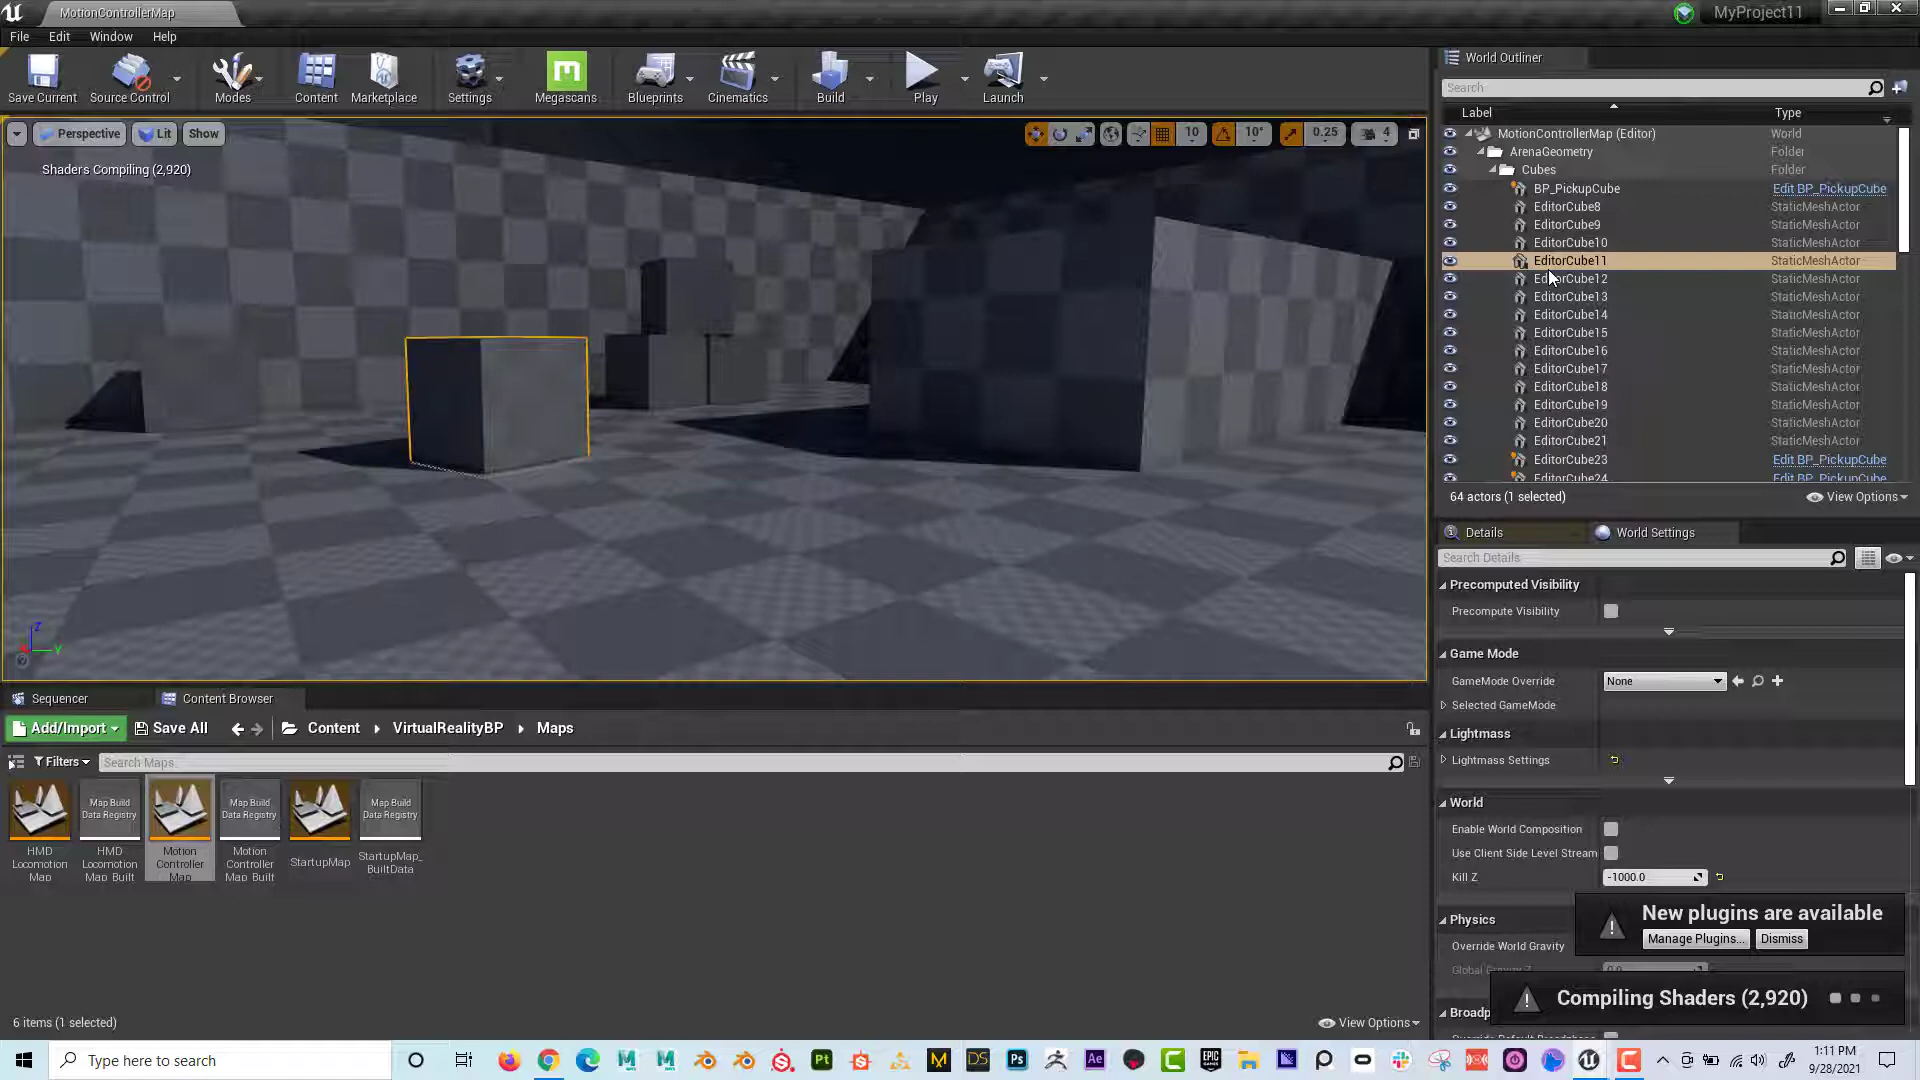 MotionControllerMap
MyProject11
File Edit Window Help
Save Current
Source Control
Modes
Content
Marketplace
Settings
Megascans
Blueprints
Cinematics
Build
Play
Launch
Perspective Lit Show
10 10° 0.25 4
Shaders Compiling (2,920)
Z
Y
World Outliner
Search
Label Type
MotionControllerMap (Editor) World
ArenaGeometry Folder
Cubes Folder
BP_PickupCube Edit BP_PickupCube
EditorCube8 StaticMeshActor
EditorCube9 StaticMeshActor
EditorCube10 StaticMeshActor
EditorCube11 StaticMeshActor
EditorCube12 StaticMeshActor
EditorCube13 StaticMeshActor
EditorCube14 StaticMeshActor
EditorCube15 StaticMeshActor
EditorCube16 StaticMeshActor
EditorCube17 StaticMeshActor
EditorCube18 StaticMeshActor
EditorCube19 StaticMeshActor
EditorCube20 StaticMeshActor
EditorCube21 StaticMeshActor
EditorCube23 Edit BP_PickupCube
EditorCube24 Edit BP_PickupCube
64 actors (1 selected) View Options
Details World Settings
Search Details
Precomputed Visibility
Precompute Visibility
Game Mode
GameMode Override None
Selected GameMode
Lightmass
Lightmass Settings
World
Enable World Composition
Use Client Side Level Stream
Kill Z -1000.0
Physics
Override World Gravity
New plugins are available
Manage Plugins... Dismiss
Compiling Shaders (2,920)
Sequencer Content Browser
Add/Import Save All Content VirtualRealityBP Maps
Filters Search Maps
HMD Locomotion Map
Map Build Data Registry
HMD Locomotion Map_Built
Motion Controller Map
Map Build Data Registry
Motion Controller Map_Built
StartupMap
Map Build Data Registry
StartupMap_BuiltData
6 items (1 selected) View Options
Type here to search
1:11 PM
9/28/2021